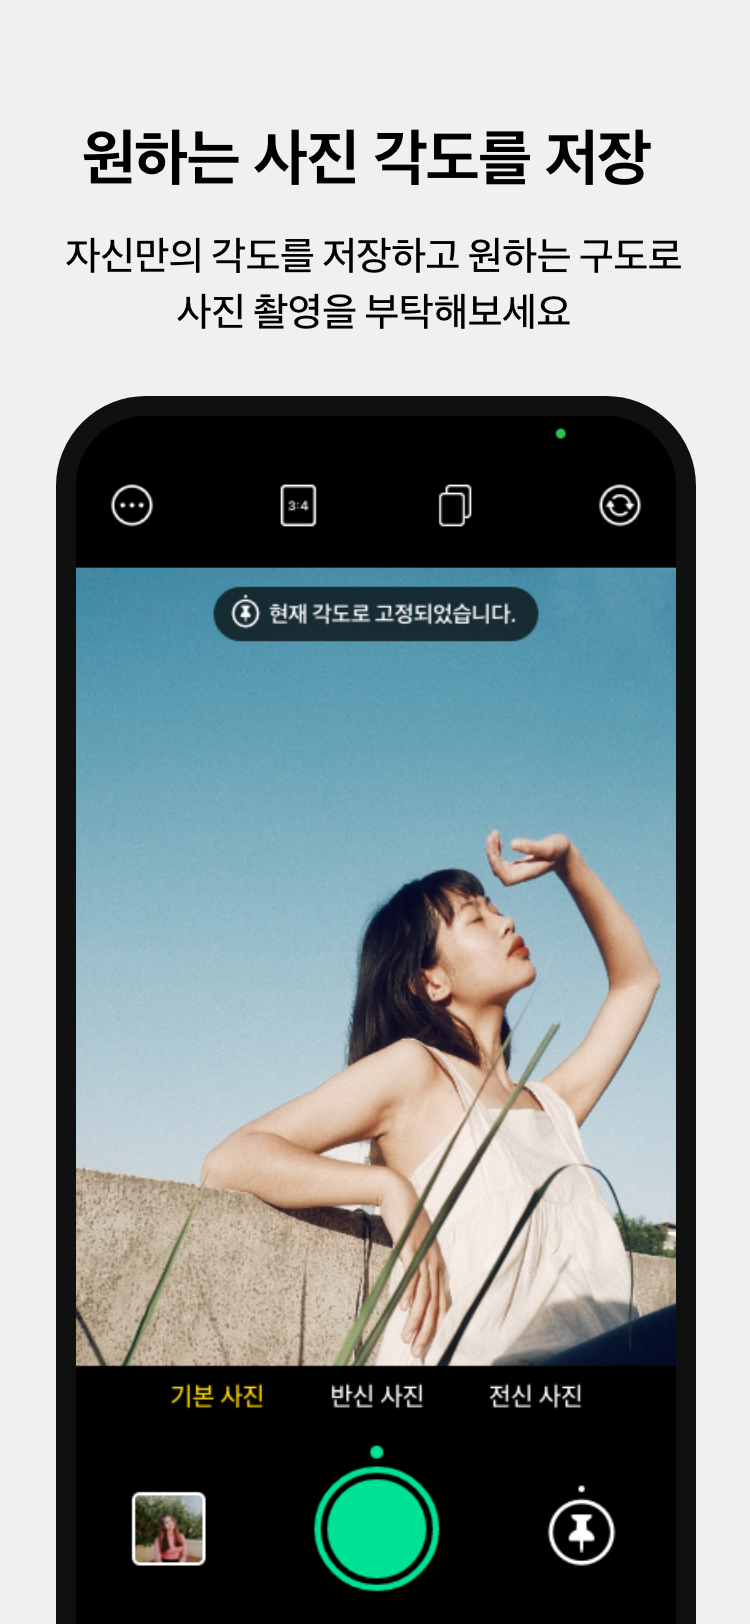 원하는 사진 각도를 저장
자신만의 각도를 저장하고 원하는 구도로
사진 촬영을 부탁해보세요
3:4
현재 각도로 고정되었습니다.
기본 사진 반신 사진 전신 사진